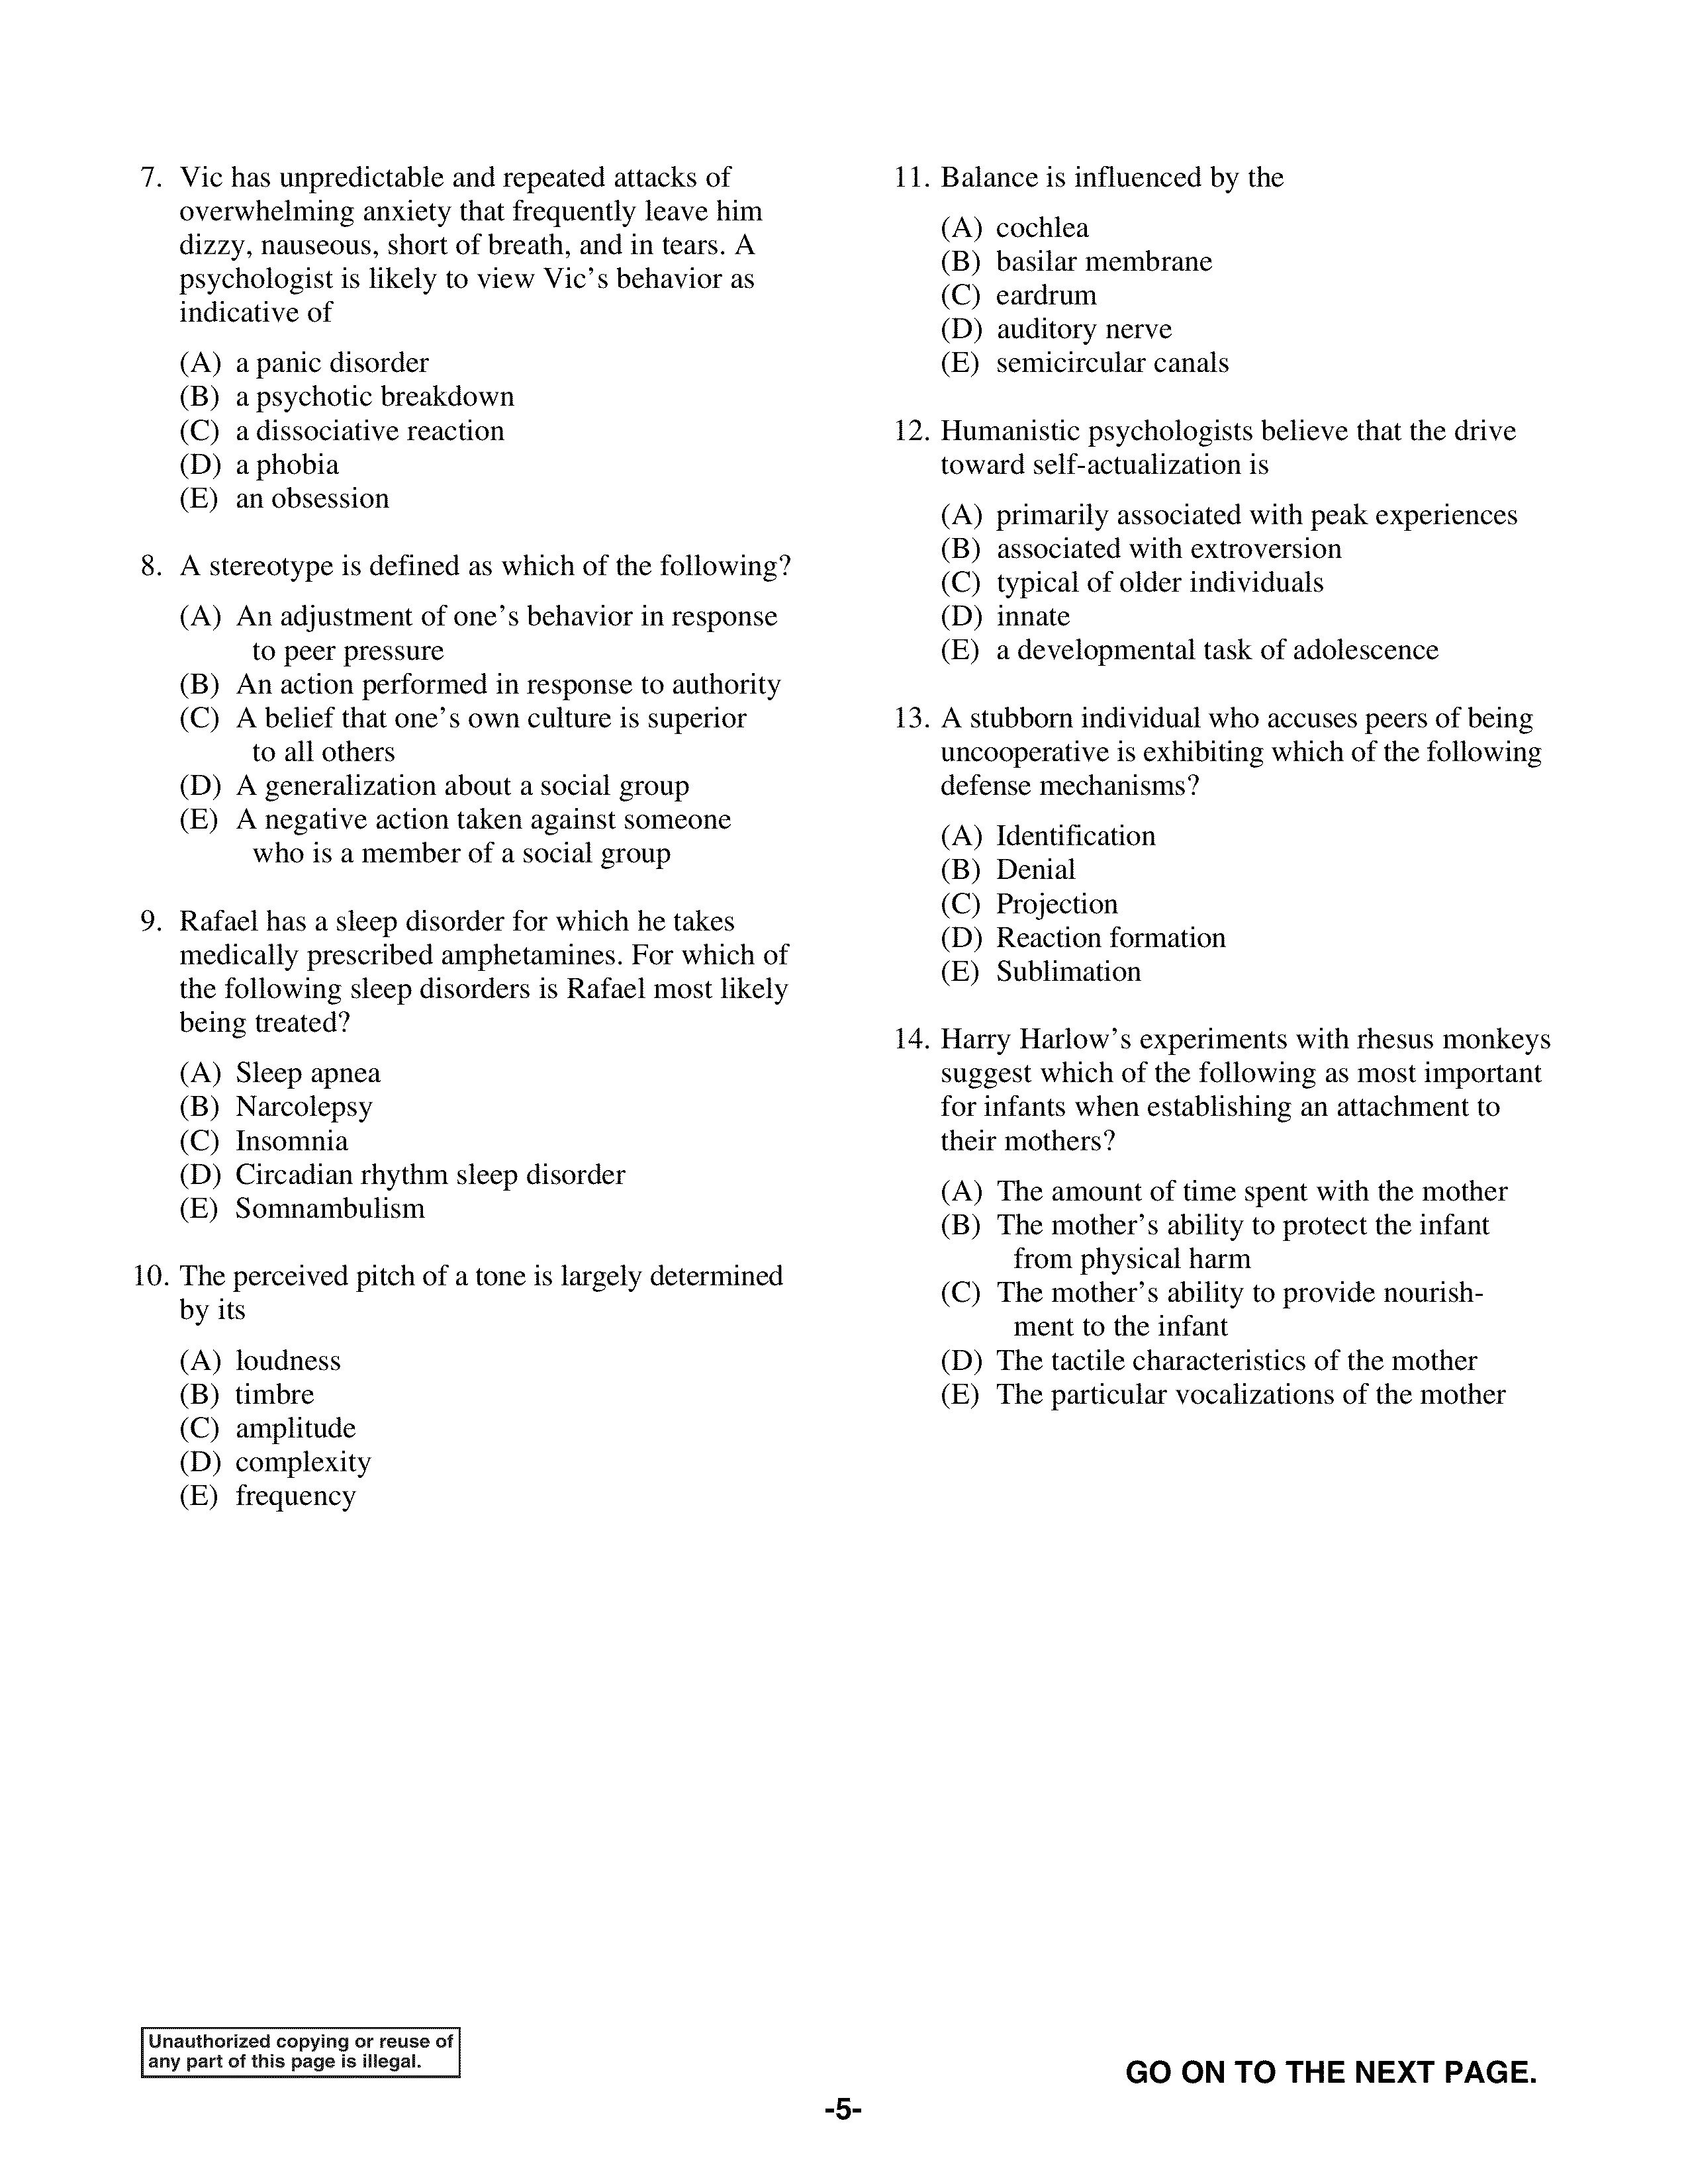 7. Vic has unpredictable and repeated attacks of
overwhelming anxiety that frequently leave him
dizzy, nauseous, short of breath, and in tears. A
psychologist is likely to view Vic's behavior as
indicative of
(A) a panic disorder
(B) a psychotic breakdown
(C) a dissociative reaction
(D) a phobia
(E) an obsession
8. A stereotype is defined as which of the following?
(A) An adjustment of one's behavior in response
to peer pressure
(B) An action performed in response to authority
(C) A belief that one's own culture is superior
to all others
(D) A generalization about a social group
(E) A negative action taken against someone
who is a member of a social group
9. Rafael has a sleep disorder for which he takes
medically prescribed amphetamines. For which of
the following sleep disorders is Rafael most likely
being treated?
(A) Sleep apnea
(B) Narcolepsy
(C) Insomnia
(D) Circadian rhythm sleep disorder
(E) Somnambulism
10. The perceived pitch of a tone is largely determined
by its
(A) loudness
(B) timbre
(C) amplitude
(D) complexity
(E) frequency
11. Balance is influenced by the
(A) cochlea
(B) basilar membrane
(C) eardrum
(D) auditory nerve
(E) semicircular canals
12. Humanistic psychologists believe that the drive
toward self-actualization is
(A) primarily associated with peak experiences
(B) associated with extroversion
(C) typical of older individuals
(D) innate
(E) a developmental task of adolescence
13. A stubborn individual who accuses peers of being
uncooperative is exhibiting which of the following
defense mechanisms?
(A) Identification
(B) Denial
(C) Projection
(D) Reaction formation
(E) Sublimation
14. Harry Harlow's experiments with rhesus monkeys
suggest which of the following as most important
for infants when establishing an attachment to
their mothers?
(A) The amount of time spent with the mother
(B) The mother's ability to protect the infant
from physical harm
(C) The mother's ability to provide nourish-
ment to the infant
(D) The tactile characteristics of the mother
(E) The particular vocalizations of the mother
Unauthorized copying or reuse of
any part of this page is illegal.
GO ON TO THE NEXT PAGE.
-5-